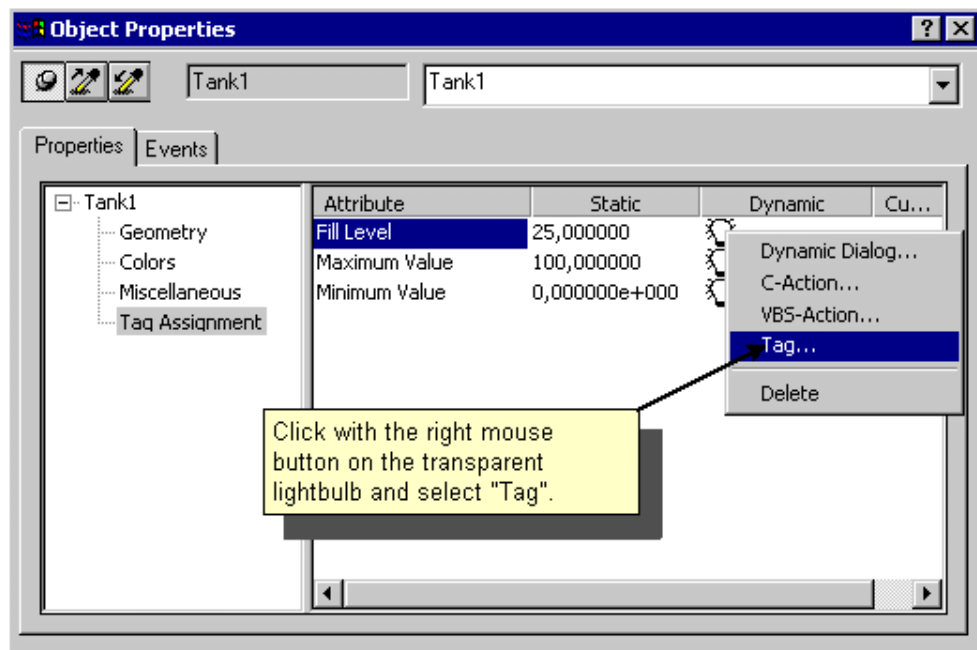 Object Properties
Tank1
Tank1
Properties
Events
Tank1
Geometry
Colors
Miscellaneous
Tag Assignment
Attribute Static Dynamic Cu...
Fill Level 25,000000
Maximum Value 100,000000
Minimum Value 0,000000e+000
Dynamic Dialog...
C-Action...
VBS-Action...
Tag...
Delete
Click with the right mouse
button on the transparent
lightbulb and select "Tag".